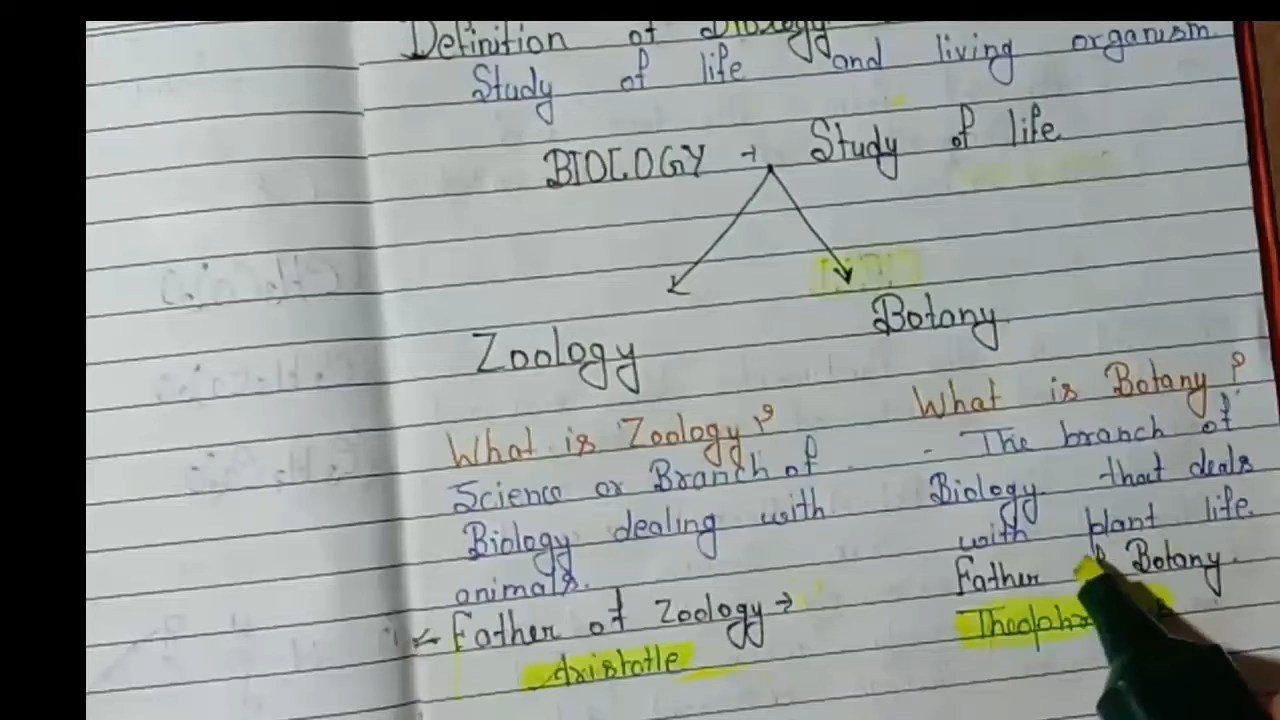 Definition of Biology
Study of life and living organism
BIOLOGY → Study of life
Zoology
Botany
What is Zoology?
Science or Branch of
Biology dealing with
animals.
← Father of Zoology →
Aristotle
What is Botany?
- The branch of
Biology that deals
with plant life
Father Botany.